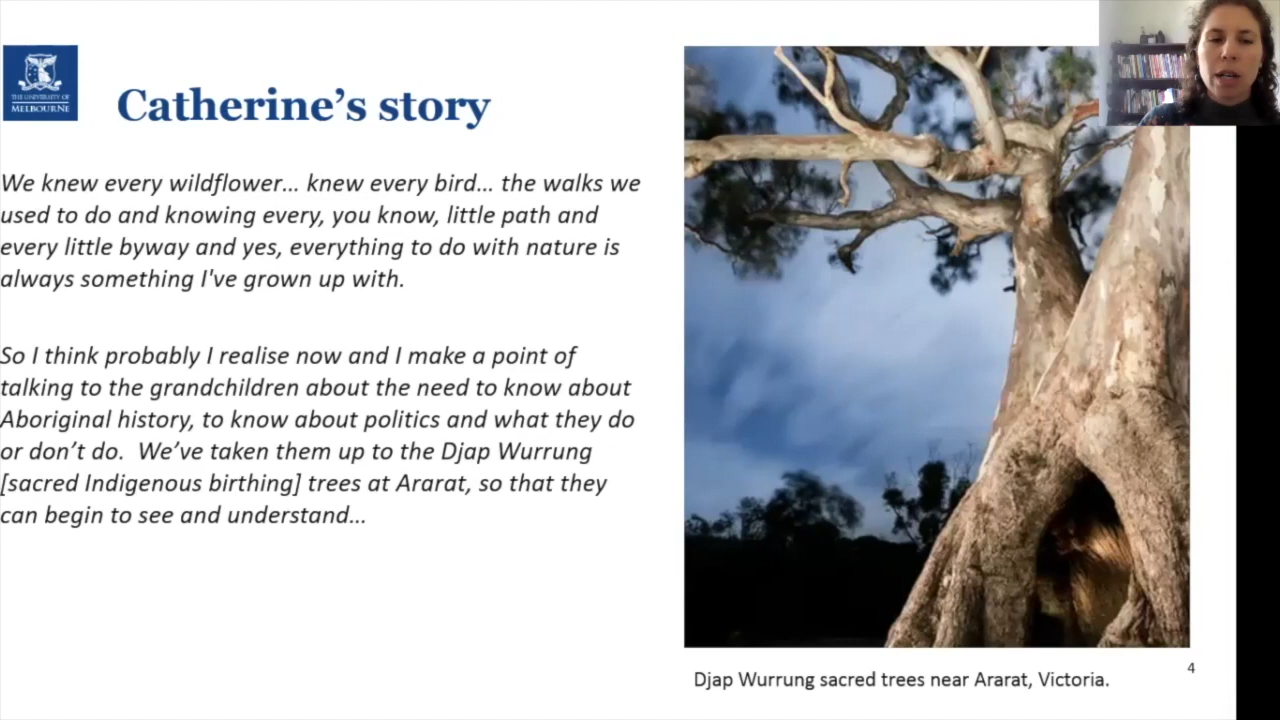 THE UNIVERSITY OF
MELBOURNE
Catherine's story
We knew every wildflower... knew every bird... the walks we
used to do and knowing every, you know, little path and
every little byway and yes, everything to do with nature is
always something I've grown up with.
So I think probably I realise now and I make a point of
talking to the grandchildren about the need to know about
Aboriginal history, to know about politics and what they do
or don't do.  We've taken them up to the Djap Wurrung
[sacred Indigenous birthing] trees at Ararat, so that they
can begin to see and understand...
4
Djap Wurrung sacred trees near Ararat, Victoria.